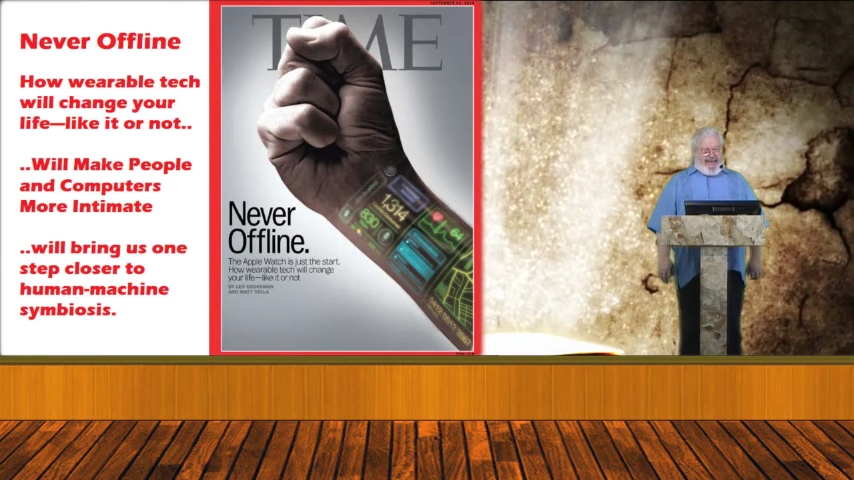 Never Offline
How wearable tech
will change your
life—like it or not..
..Will Make People
and Computers
More Intimate
..will bring us one
step closer to
human-machine
symbiosis.
TIME
1314
830
64
Never
Offline.
The Apple Watch is just the start.
How wearable tech will change
your life—like it or not
BY LEV GROSSMAN
AND MATT VELLA